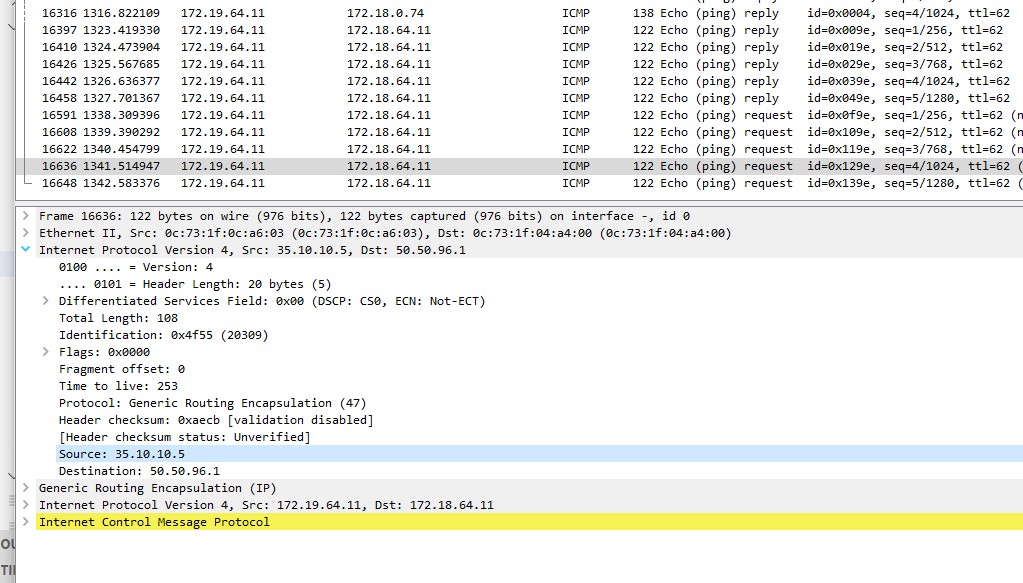 16316 1316.822109 172.19.64.11 172.18.0.74 ICMP 138 Echo (ping) reply id=0x0004, seq=4/1024, ttl=62
16397 1323.419330 172.19.64.11 172.18.64.11 ICMP 122 Echo (ping) reply id=0x009e, seq=1/256, ttl=62
16410 1324.473904 172.19.64.11 172.18.64.11 ICMP 122 Echo (ping) reply id=0x019e, seq=2/512, ttl=62
16426 1325.567685 172.19.64.11 172.18.64.11 ICMP 122 Echo (ping) reply id=0x029e, seq=3/768, ttl=62
16442 1326.636377 172.19.64.11 172.18.64.11 ICMP 122 Echo (ping) reply id=0x039e, seq=4/1024, ttl=62
16458 1327.701367 172.19.64.11 172.18.64.11 ICMP 122 Echo (ping) reply id=0x049e, seq=5/1280, ttl=62
16591 1338.309396 172.19.64.11 172.18.64.11 ICMP 122 Echo (ping) request id=0x0f9e, seq=1/256, ttl=62 (n
16608 1339.390292 172.19.64.11 172.18.64.11 ICMP 122 Echo (ping) request id=0x109e, seq=2/512, ttl=62 (n
16622 1340.454799 172.19.64.11 172.18.64.11 ICMP 122 Echo (ping) request id=0x119e, seq=3/768, ttl=62 (n
16636 1341.514947 172.19.64.11 172.18.64.11 ICMP 122 Echo (ping) request id=0x129e, seq=4/1024, ttl=62 (
16648 1342.583376 172.19.64.11 172.18.64.11 ICMP 122 Echo (ping) request id=0x139e, seq=5/1280, ttl=62 (
Frame 16636: 122 bytes on wire (976 bits), 122 bytes captured (976 bits) on interface -, id 0
Ethernet II, Src: 0c:73:1f:0c:a6:03 (0c:73:1f:0c:a6:03), Dst: 0c:73:1f:04:a4:00 (0c:73:1f:04:a4:00)
Internet Protocol Version 4, Src: 35.10.10.5, Dst: 50.50.96.1
0100 .... = Version: 4
.... 0101 = Header Length: 20 bytes (5)
Differentiated Services Field: 0x00 (DSCP: CS0, ECN: Not-ECT)
Total Length: 108
Identification: 0x4f55 (20309)
Flags: 0x0000
Fragment offset: 0
Time to live: 253
Protocol: Generic Routing Encapsulation (47)
Header checksum: 0xaecb [validation disabled]
[Header checksum status: Unverified]
Source: 35.10.10.5
Destination: 50.50.96.1
Generic Routing Encapsulation (IP)
Internet Protocol Version 4, Src: 172.19.64.11, Dst: 172.18.64.11
Internet Control Message Protocol